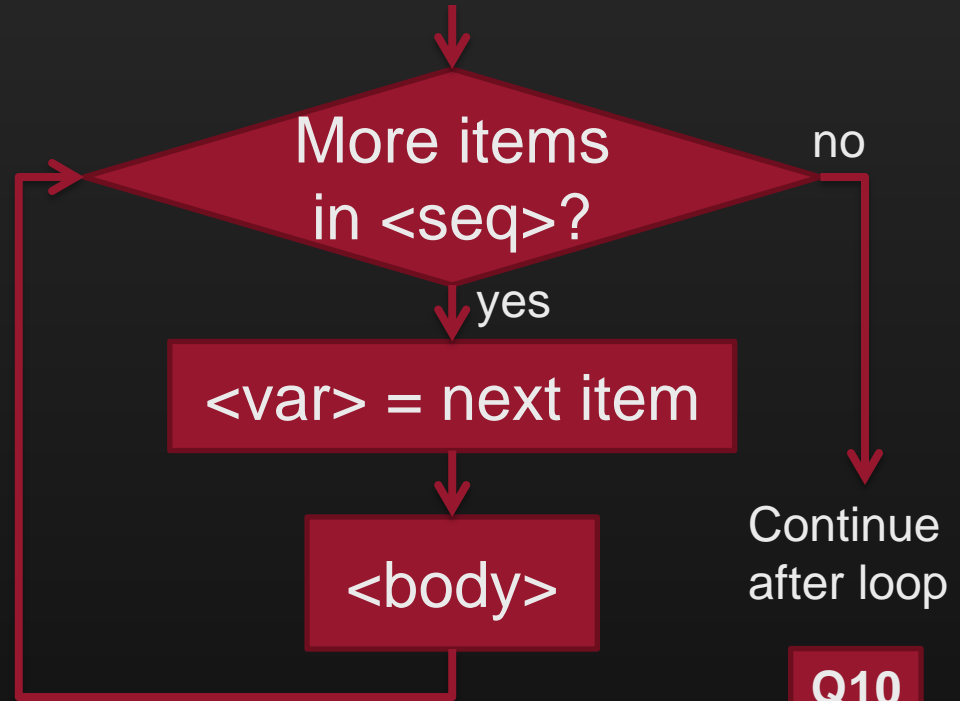 More items
in <seq>?
no
yes
<var> = next item
<body>
Continue
after loop
Q10